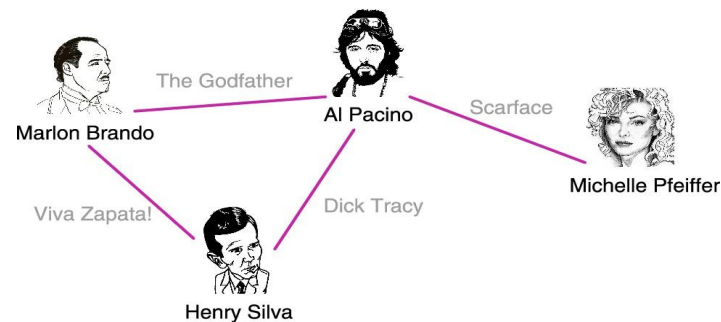 The Godfather
Al Pacino
Scarface
Marlon Brando
Michelle Pfeiffer
Viva Zapata!
Dick Tracy
Henry Silva